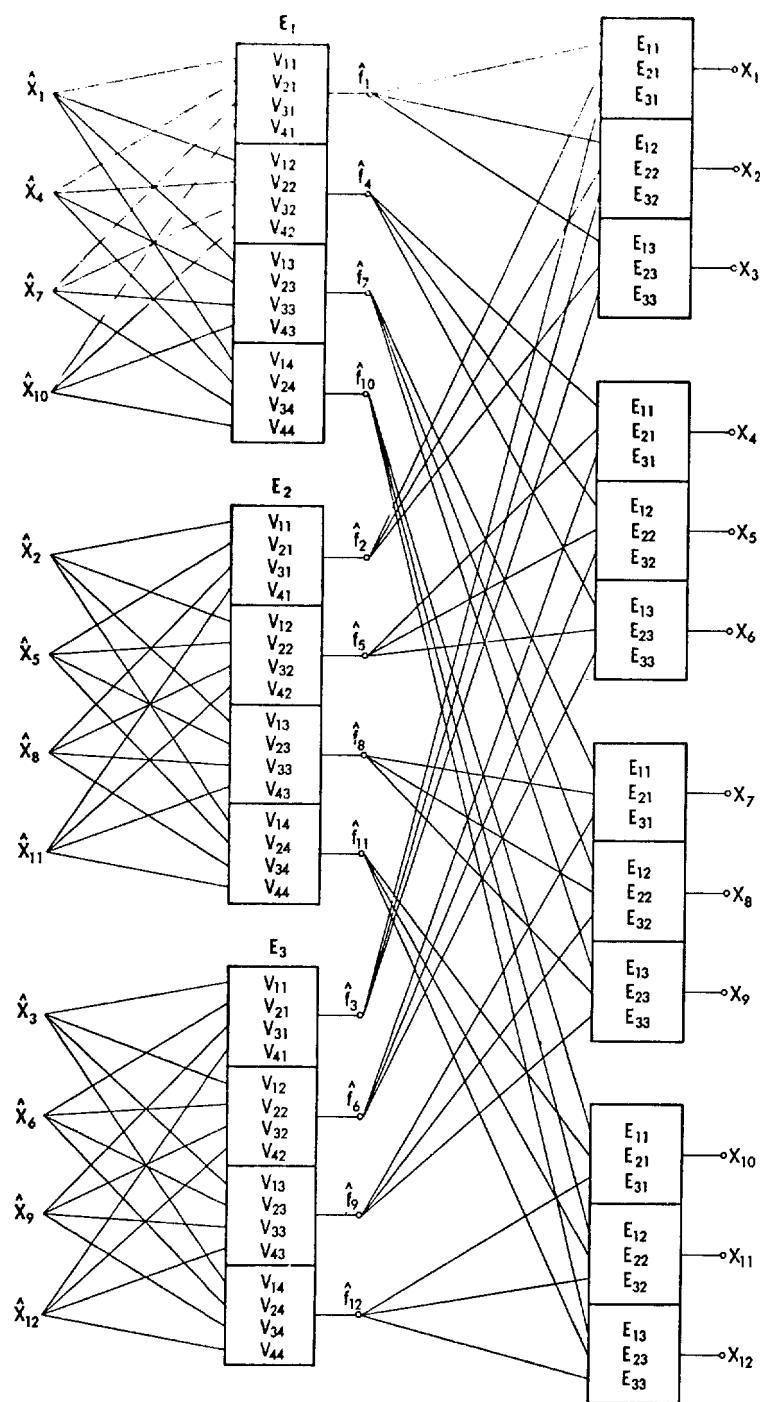 E₁
X̂₁
X̂₄
X̂₇
X̂₁₀
V₁₁
V₂₁
V₃₁
V₄₁
V₁₂
V₂₂
V₃₂
V₄₂
V₁₃
V₂₃
V₃₃
V₄₃
V₁₄
V₂₄
V₃₄
V₄₄
f̂₁
f̂₄
f̂₇
f̂₁₀
E₂
X̂₂
X̂₅
X̂₈
X̂₁₁
V₁₁
V₂₁
V₃₁
V₄₁
V₁₂
V₂₂
V₃₂
V₄₂
V₁₃
V₂₃
V₃₃
V₄₃
V₁₄
V₂₄
V₃₄
V₄₄
f̂₂
f̂₅
f̂₈
f̂₁₁
E₃
X̂₃
X̂₆
X̂₉
X̂₁₂
V₁₁
V₂₁
V₃₁
V₄₁
V₁₂
V₂₂
V₃₂
V₄₂
V₁₃
V₂₃
V₃₃
V₄₃
V₁₄
V₂₄
V₃₄
V₄₄
f̂₃
f̂₆
f̂₉
f̂₁₂
E₁₁
E₂₁
E₃₁
X₁
E₁₂
E₂₂
E₃₂
X₂
E₁₃
E₂₃
E₃₃
X₃
E₁₁
E₂₁
E₃₁
X₄
E₁₂
E₂₂
E₃₂
X₅
E₁₃
E₂₃
E₃₃
X₆
E₁₁
E₂₁
E₃₁
X₇
E₁₂
E₂₂
E₃₂
X₈
E₁₃
E₂₃
E₃₃
X₉
E₁₁
E₂₁
E₃₁
X₁₀
E₁₂
E₂₂
E₃₂
X₁₁
E₁₃
E₂₃
E₃₃
X₁₂